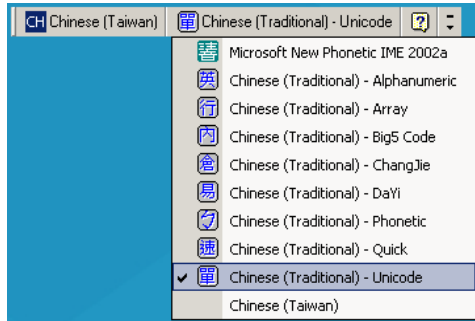 CH Chinese (Taiwan) 單 Chinese (Traditional) - Unicode ?
Microsoft New Phonetic IME 2002a
英 Chinese (Traditional) - Alphanumeric
行 Chinese (Traditional) - Array
內 Chinese (Traditional) - Big5 Code
倉 Chinese (Traditional) - ChangJie
易 Chinese (Traditional) - DaYi
ㄅ Chinese (Traditional) - Phonetic
速 Chinese (Traditional) - Quick
✓ 單 Chinese (Traditional) - Unicode
Chinese (Taiwan)